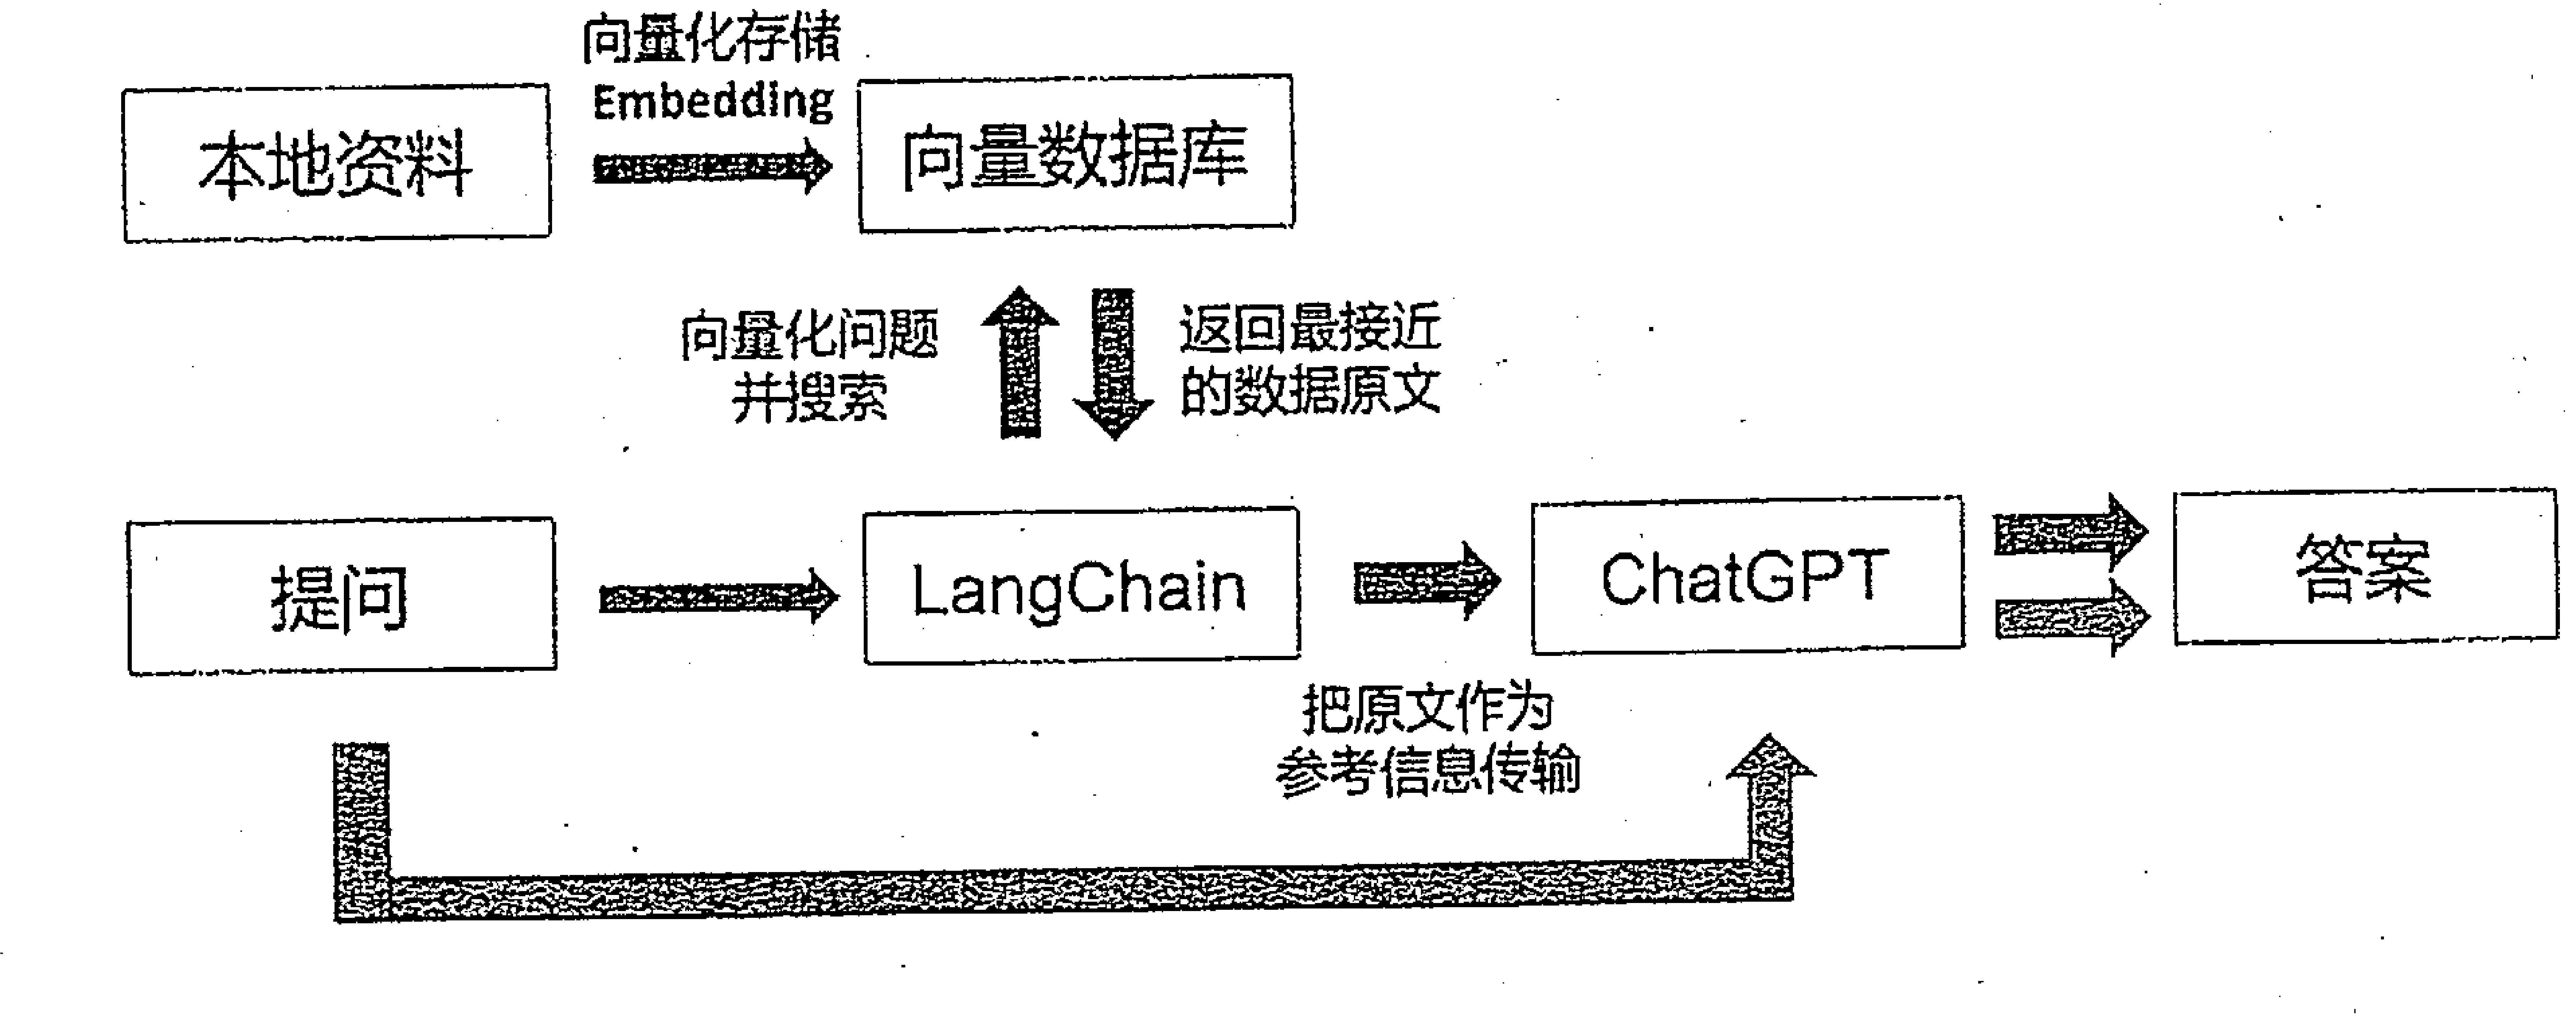 向量化存储
Embedding
本地资料
向量数据库
向量化问题
并搜索
返回最接近
的数据原文
提问
LangChain
ChatGPT
答案
把原文作为
参考信息传输